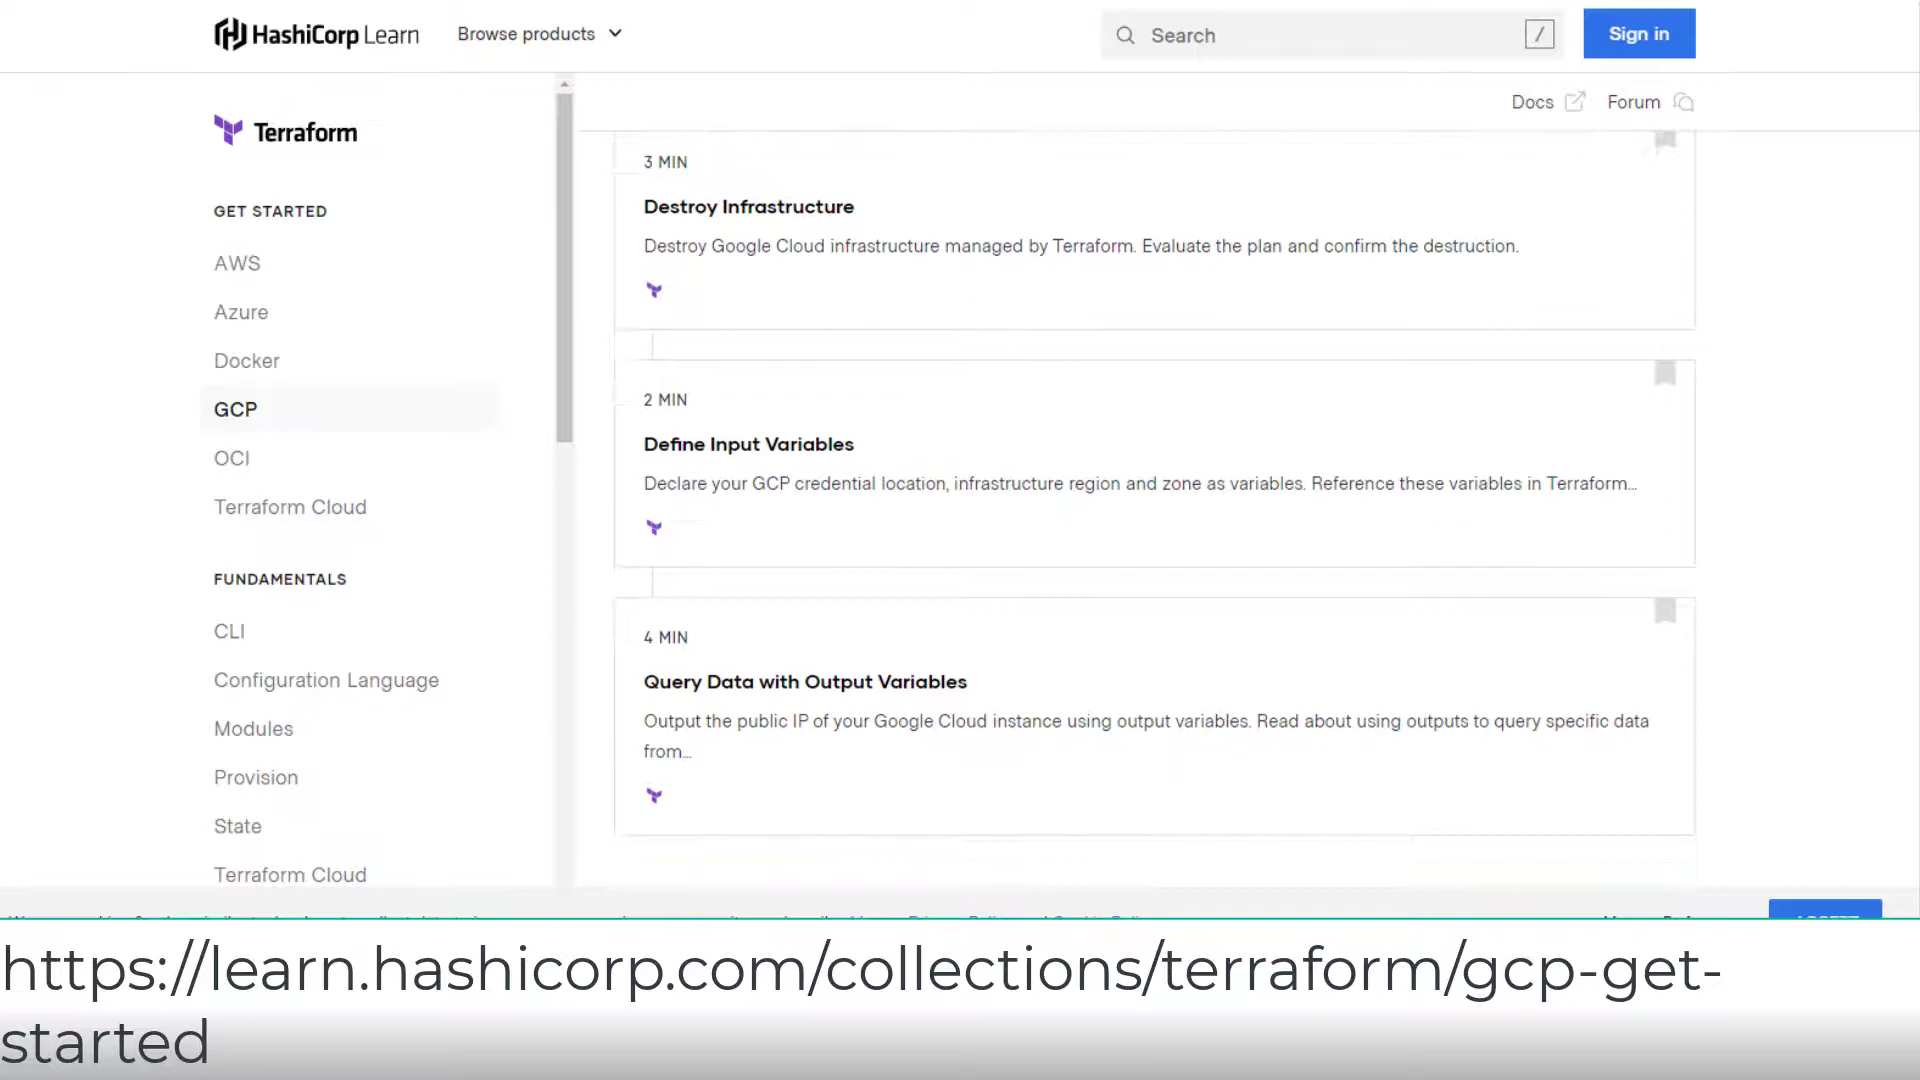 HashiCorp Learn
Browse products
Search
/
Sign in
Docs
Forum
Terraform
GET STARTED
AWS
Azure
Docker
GCP
OCI
Terraform Cloud
FUNDAMENTALS
CLI
Configuration Language
Modules
Provision
State
Terraform Cloud
3 MIN
Destroy Infrastructure
Destroy Google Cloud infrastructure managed by Terraform. Evaluate the plan and confirm the destruction.
2 MIN
Define Input Variables
Declare your GCP credential location, infrastructure region and zone as variables. Reference these variables in Terraform...
4 MIN
Query Data with Output Variables
Output the public IP of your Google Cloud instance using output variables. Read about using outputs to query specific data
from...
https://learn.hashicorp.com/collections/terraform/gcp-get-
started